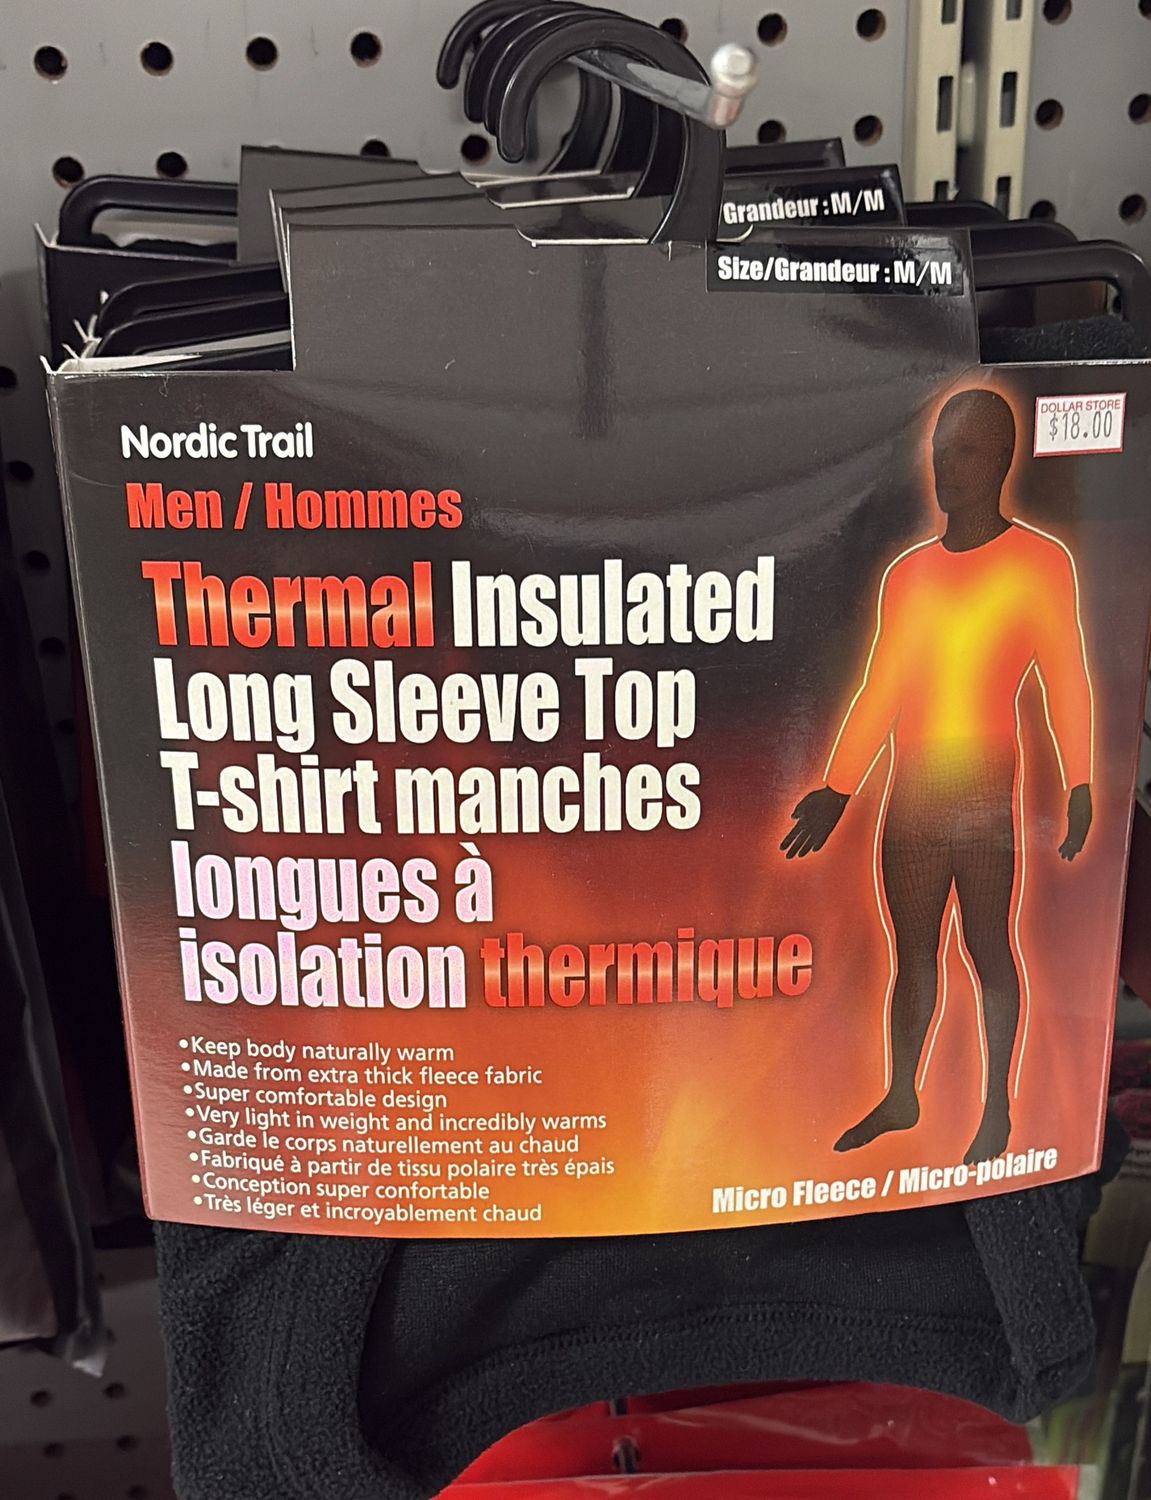 Grandeur : M/M
Size/Grandeur : M/M
DOLLAR STORE
$18.00
Nordic Trail
Men / Hommes
Thermal Insulated
Long Sleeve Top
T-shirt manches
longues à
isolation thermique
•Keep body naturally warm
•Made from extra thick fleece fabric
•Super comfortable design
•Very light in weight and incredibly warms
•Garde le corps naturellement au chaud
•Fabriqué à partir de tissu polaire très épais
•Conception super confortable
•Très léger et incroyablement chaud
Micro Fleece / Micro-polaire